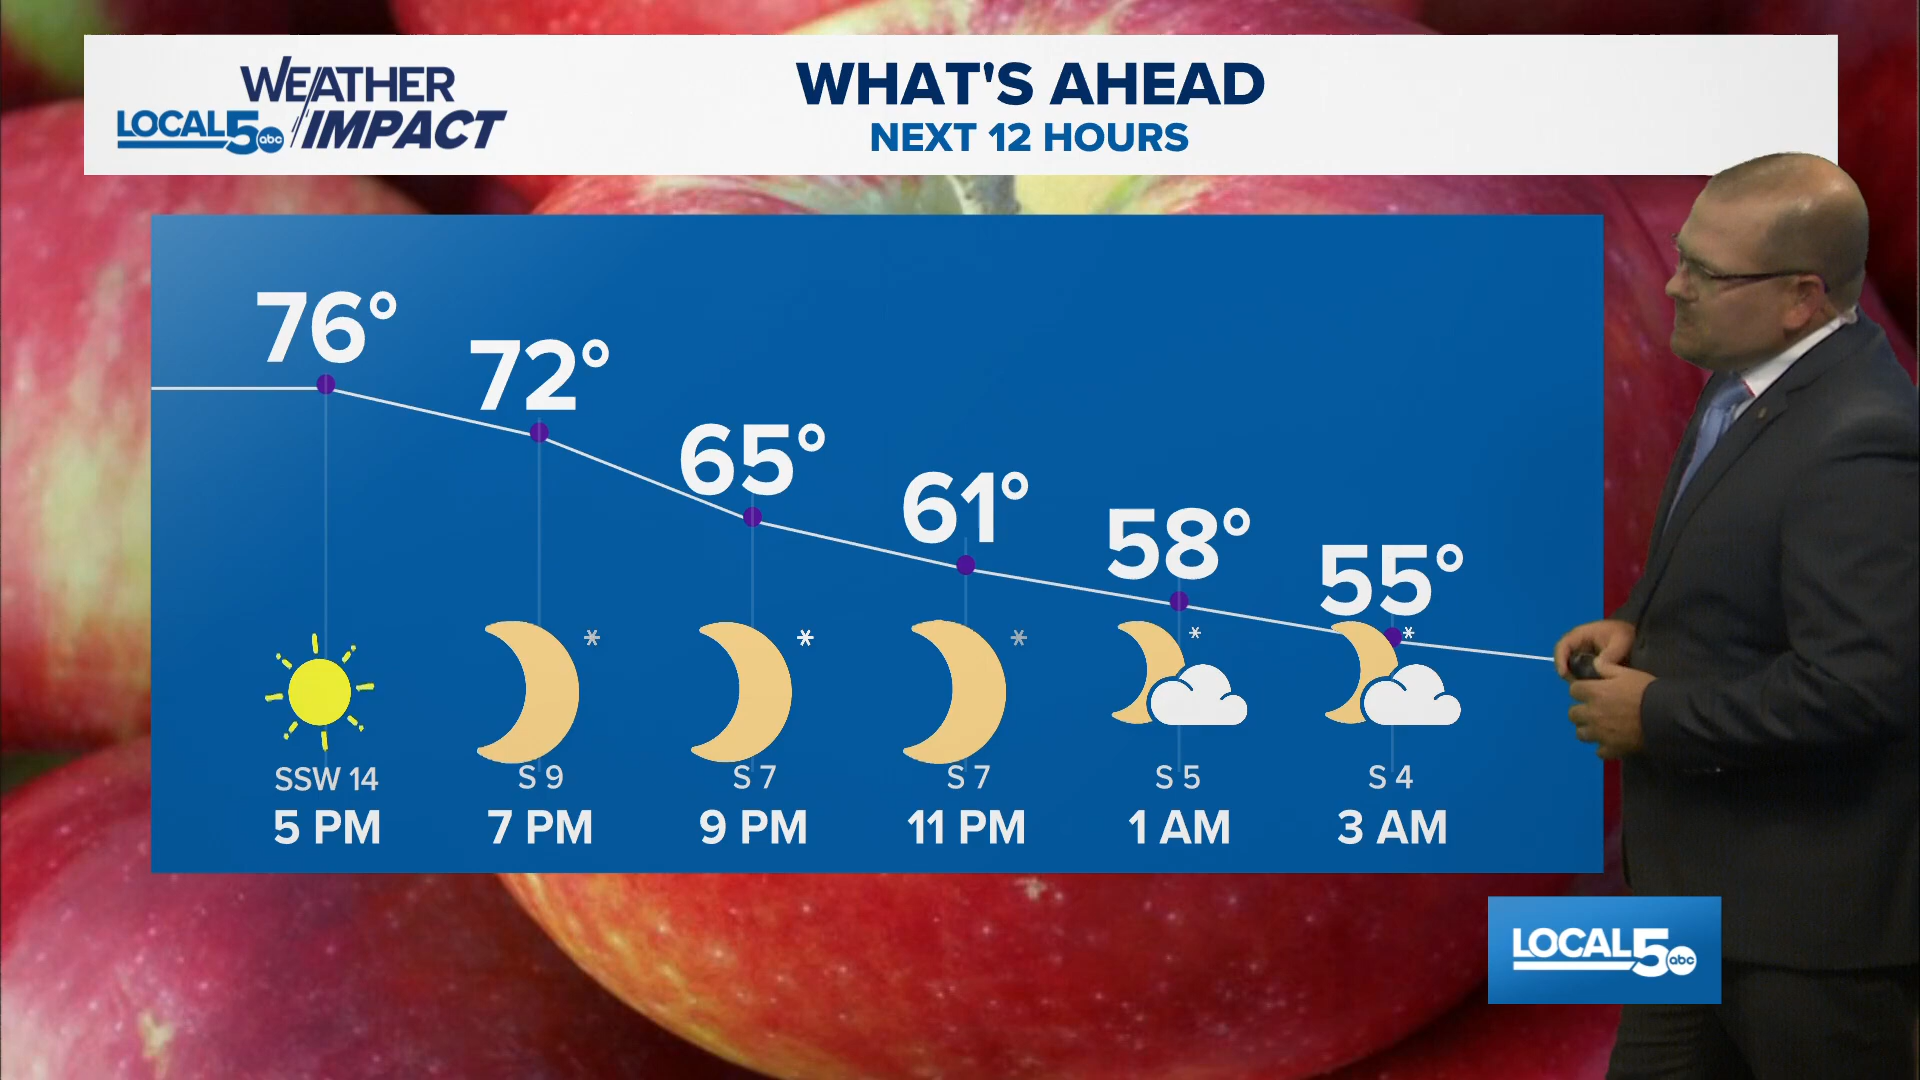 WEATHER
IMPACT
LOCAL5 abc
WHAT'S AHEAD
NEXT 12 HOURS
76°
72°
65°
61°
58°
55°
SSW 14
S 9
S 7
S 7
S 5
S 4
5 PM
7 PM
9 PM
11 PM
1 AM
3 AM
LOCAL5 abc